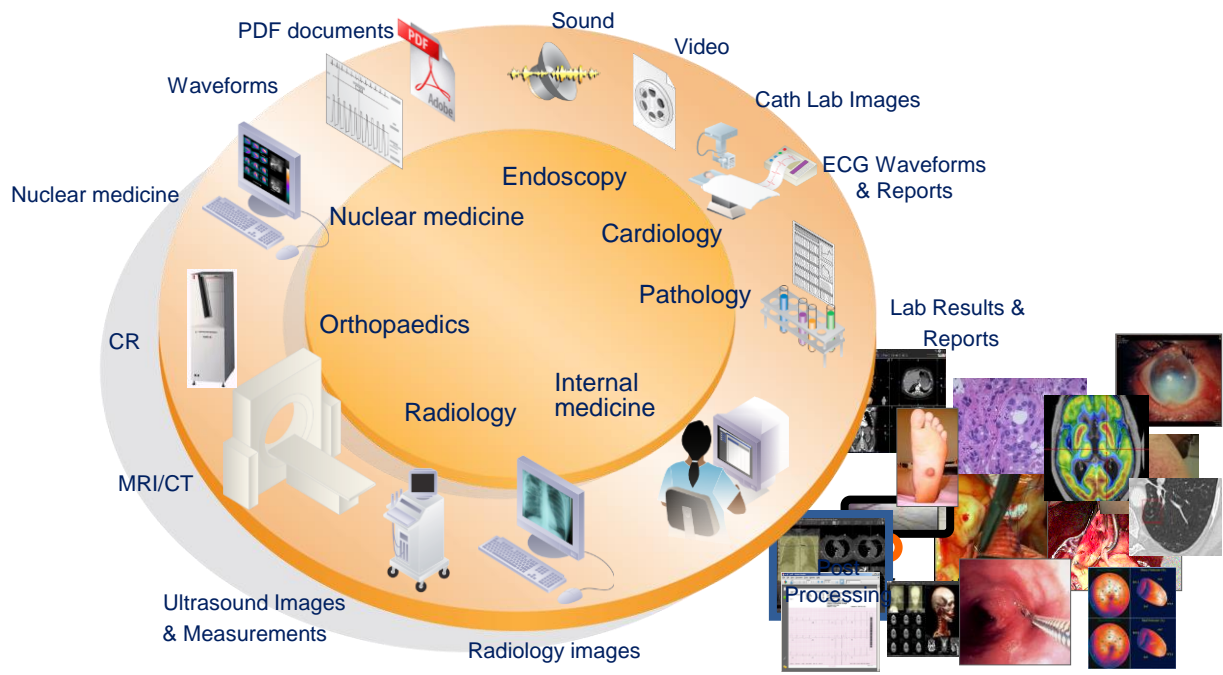 Sound
PDF documents
PDF
Video
Waveforms
Adobe
Cath Lab Images
Endoscopy
ECG Waveforms
& Reports
Nuclear medicine
Nuclear medicine
Cardiology
Pathology
Lab Results &
Reports
Orthopaedics
CR
Internal
medicine
Radiology
MRI/CT
Post
Processing
Ultrasound Images
& Measurements
Radiology images